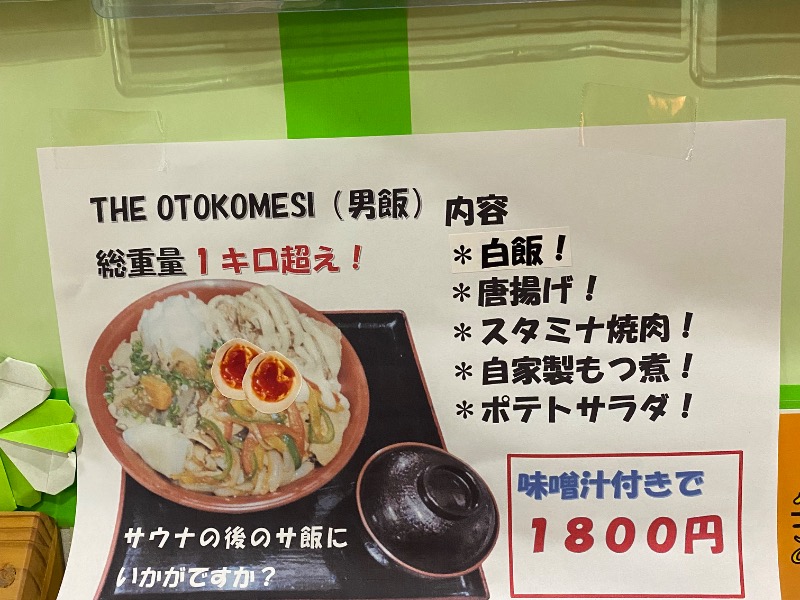 THE OTOKOMESI（男飯）
総重量１キロ超え！
内容
＊白飯！
＊唐揚げ！
＊スタミナ焼肉！
＊自家製もつ煮！
＊ポテトサラダ！
味噌汁付きで
１８００円
サウナの後のサ飯に
いかがですか？